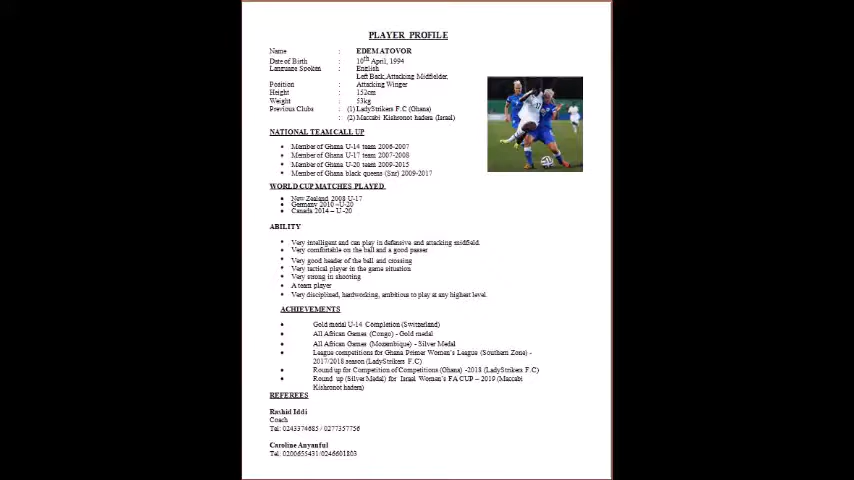 PLAYER PROFILE
Name : EDEM ATOVOR
Date of Birth : 10th April, 1994
Language Spoken : English
Left Back, Attacking Midfielder,
Position : Attacking Winger
Height : 152cm
Weight : 53kg
Previous Clubs : (1) LadyStrikers F.C (Ghana)
: (2) Maccabi Kishronot hadera (Israel)
NATIONAL TEAM CALL UP
• Member of Ghana U-14 team 2006-2007
• Member of Ghana U-17 team 2007-2008
• Member of Ghana U-20 team 2009-2015
• Member of Ghana black queens (Snr) 2009-2017
WORLD CUP MATCHES PLAYED
• New Zealand 2008 U-17
• Germany 2010 –U-20
• Canada 2014 – U -20
ABILITY
• Very intelligent and can play in defensive and attacking midfield.
• Very comfortable on the ball and a good passer
• Very good header of the ball and crossing
• Very tactical player in the game situation
• Very strong in shooting
• A team player
• Very disciplined, hardworking, ambitious to play at any highest level.
ACHIEVEMENTS
• Gold medal U-14 Completion (Switzerland)
• All African Games (Congo) - Gold medal
• All African Games (Mozambique) - Silver Medal
• League competitions for Ghana Primer Women's League (Southern Zone) -
2017/2018 season (LadyStrikers F.C)
• Round up for Competition of Competitions (Ghana) -2018 (LadyStrikers F.C)
• Round up (Silver Medal) for Israel Women's FA CUP – 2019 (Maccabi
Kishronot hadera)
REFEREES
Rashid Iddi
Coach
Tel: 0243374685 / 0277357756
Caroline Anyanful
Tel: 0200655431/0246601803